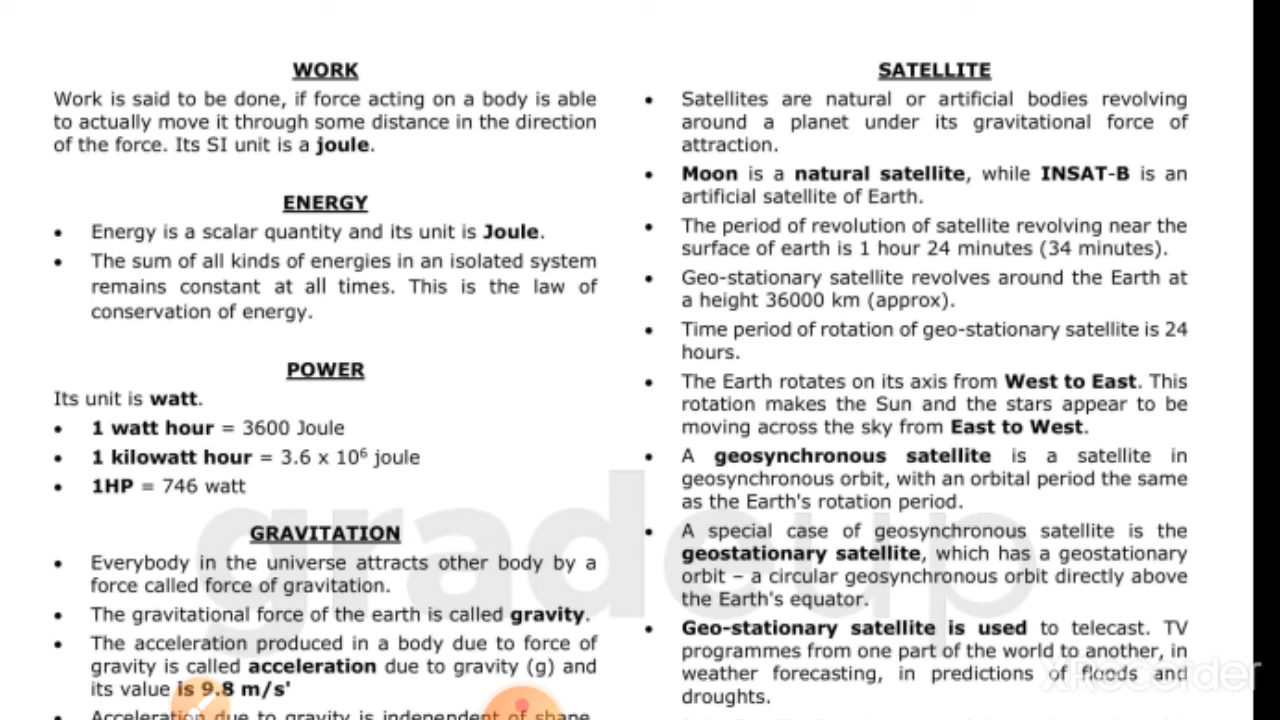 WORK
Work is said to be done, if force acting on a body is able
to actually move it through some distance in the direction
of the force. Its SI unit is a joule.
ENERGY
• Energy is a scalar quantity and its unit is Joule.
• The sum of all kinds of energies in an isolated system
remains constant at all times. This is the law of
conservation of energy.
POWER
Its unit is watt.
• 1 watt hour = 3600 Joule
• 1 kilowatt hour = 3.6 x 10⁶ joule
• 1HP = 746 watt
GRAVITATION
• Everybody in the universe attracts other body by a
force called force of gravitation.
• The gravitational force of the earth is called gravity.
• The acceleration produced in a body due to force of
gravity is called acceleration due to gravity (g) and
its value is 9.8 m/s'
• Acceleration due to gravity is independent of shape,
SATELLITE
• Satellites are natural or artificial bodies revolving
around a planet under its gravitational force of
attraction.
• Moon is a natural satellite, while INSAT-B is an
artificial satellite of Earth.
• The period of revolution of satellite revolving near the
surface of earth is 1 hour 24 minutes (34 minutes).
• Geo-stationary satellite revolves around the Earth at
a height 36000 km (approx).
• Time period of rotation of geo-stationary satellite is 24
hours.
• The Earth rotates on its axis from West to East. This
rotation makes the Sun and the stars appear to be
moving across the sky from East to West.
• A geosynchronous satellite is a satellite in
geosynchronous orbit, with an orbital period the same
as the Earth's rotation period.
• A special case of geosynchronous satellite is the
geostationary satellite, which has a geostationary
orbit – a circular geosynchronous orbit directly above
the Earth's equator.
• Geo-stationary satellite is used to telecast. TV
programmes from one part of the world to another, in
weather forecasting, in predictions of floods and
droughts.
gradeup
XRecorder